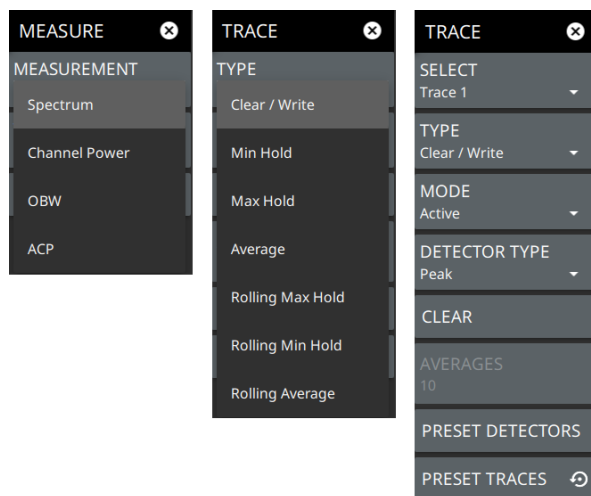 MEASURE
MEASUREMENT
Spectrum
Channel Power
OBW
ACP
TRACE
TYPE
Clear / Write
Min Hold
Max Hold
Average
Rolling Max Hold
Rolling Min Hold
Rolling Average
TRACE
SELECT
Trace 1
TYPE
Clear / Write
MODE
Active
DETECTOR TYPE
Peak
CLEAR
AVERAGES
10
PRESET DETECTORS
PRESET TRACES